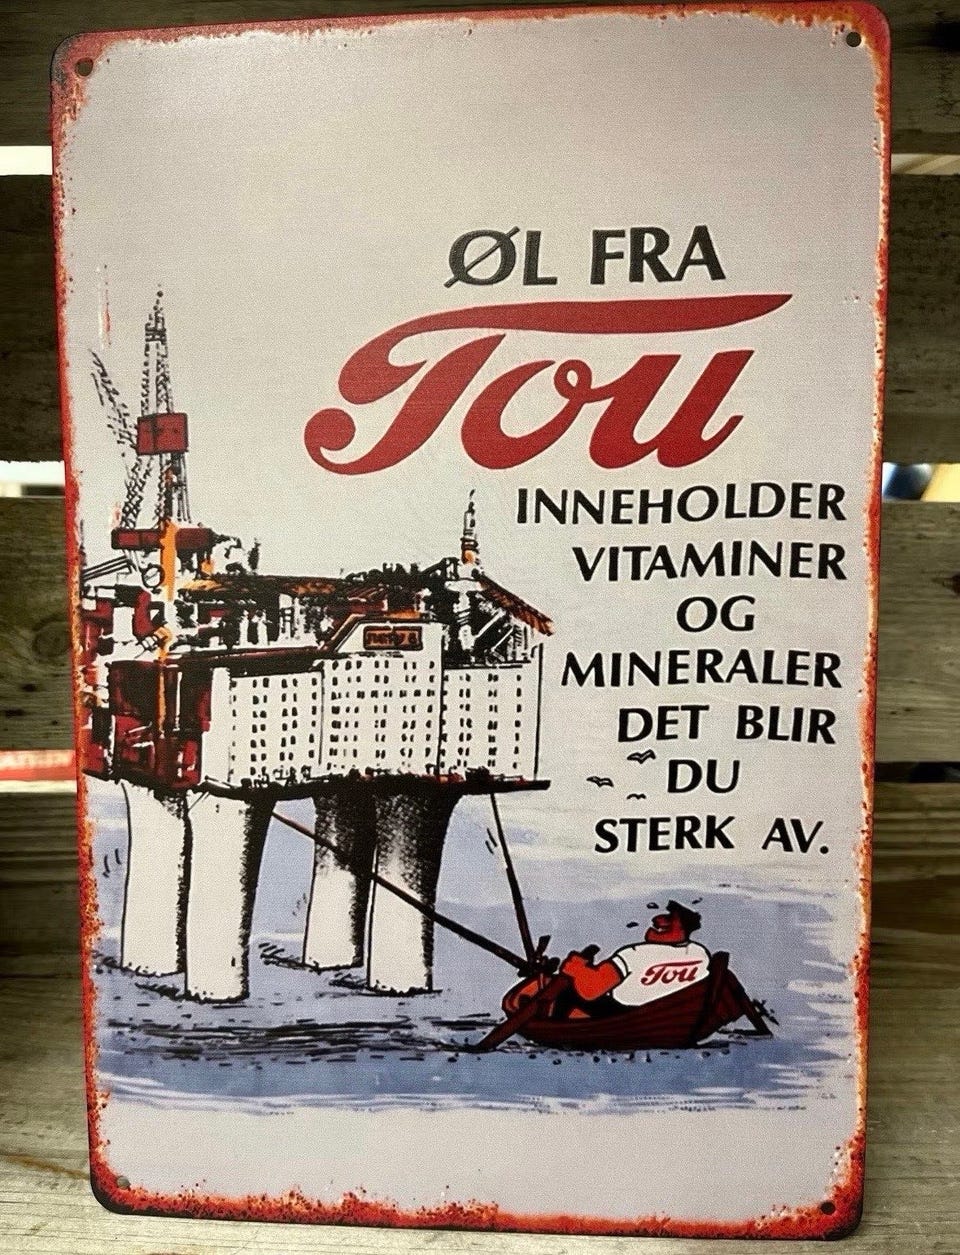 ØL FRA
Tou
INNEHOLDER
VITAMINER
OG
MINERALER
DET BLIR
DU
STERK AV.
Tou